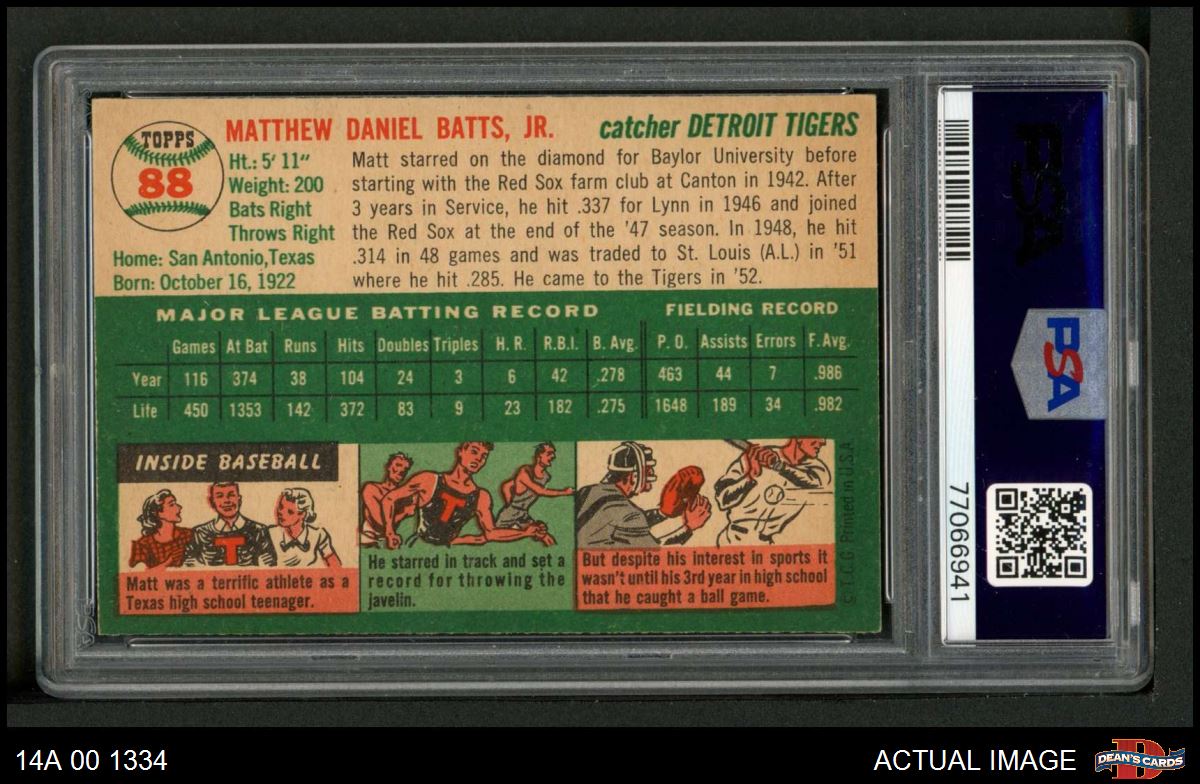 TOPPS
88
MATTHEW DANIEL BATTS, JR.
catcher DETROIT TIGERS
Ht.: 5' 11"
Weight: 200
Bats Right
Throws Right
Home: San Antonio, Texas
Born: October 16, 1922
Matt starred on the diamond for Baylor University before
starting with the Red Sox farm club at Canton in 1942. After
3 years in Service, he hit .337 for Lynn in 1946 and joined
the Red Sox at the end of the '47 season. In 1948, he hit
.314 in 48 games and was traded to St. Louis (A.L.) in '51
where he hit .285. He came to the Tigers in '52.
MAJOR LEAGUE BATTING RECORD FIELDING RECORD
Games At Bat Runs Hits Doubles Triples H. R. R.B.I. B. Avg. P. O. Assists Errors F. Avg.
Year 116 374 38 104 24 3 6 42 .278 463 44 7 .986
Life 450 1353 142 372 83 9 23 182 .275 1648 189 34 .982
INSIDE BASEBALL
T
Matt was a terrific athlete as a
Texas high school teenager.
T
He starred in track and set a
record for throwing the
javelin.
But despite his interest in sports it
wasn't until his 3rd year in high school
that he caught a ball game.
T.C.G. Printed in U.S.A.
PSA
PSA
77066941
PSA
14A 00 1334
ACTUAL IMAGE
D
DEAN'S CARDS